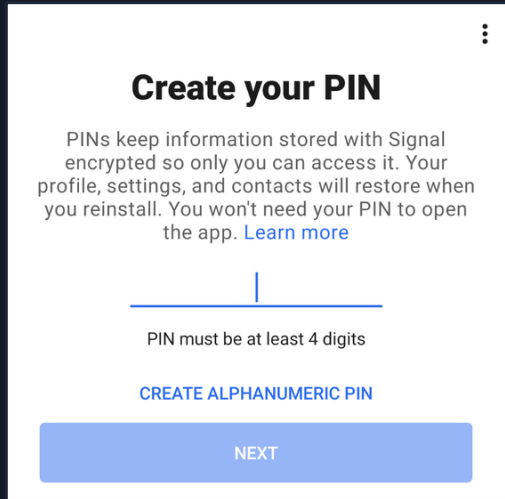 Create your PIN
PINs keep information stored with Signal
encrypted so only you can access it. Your
profile, settings, and contacts will restore when
you reinstall. You won't need your PIN to open
the app. Learn more
PIN must be at least 4 digits
CREATE ALPHANUMERIC PIN
NEXT